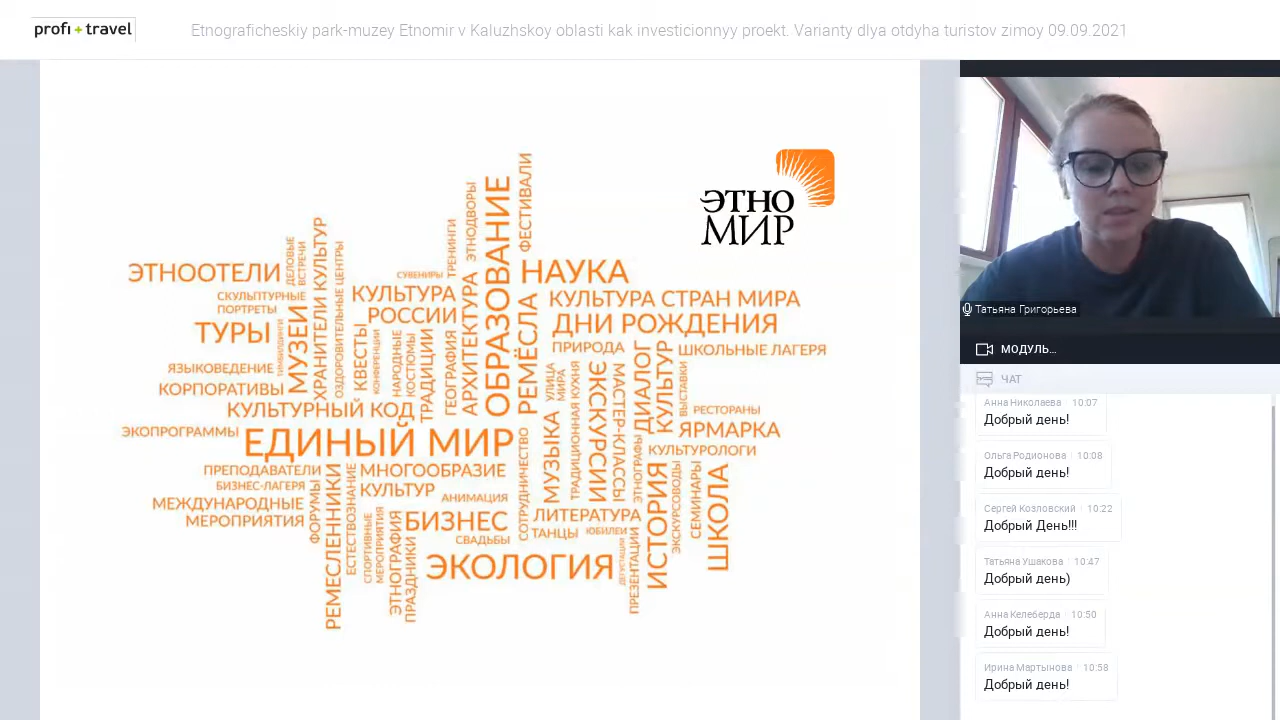 profi + travel
Etnograficheskiy park-muzey Etnomir v Kaluzhskoy oblasti kak investicionnyy proekt. Varianty dlya otdyha turistov zimoy 09.09.2021
ЭТНО
МИР
ЭТНООТЕЛИ
ДЕЛОВЫЕ
ВСТРЕЧИ
СКУЛЬПТУРНЫЕ
ПОРТРЕТЫ
ТУРЫ
ТИМБИЛДИНГИ
МУЗЕИ
ХРАНИТЕЛИ КУЛЬТУР
ОЗДОРОВИТЕЛЬНЫЕ ЦЕНТРЫ
ЯЗЫКОВЕДЕНИЕ
КОРПОРАТИВЫ
СУВЕНИРЫ
ТРЕНИНГИ
ЭТНОДВОРЫ
КУЛЬТУРА
РОССИИ
КВЕСТЫ
КОНФЕРЕНЦИИ
НАРОДНЫЕ
КОСТЮМЫ
ТРАДИЦИИ
ГЕОГРАФИЯ
АРХИТЕКТУРА
ОБРАЗОВАНИЕ
ФЕСТИВАЛИ
РЕМЁСЛА
НАУКА
КУЛЬТУРА СТРАН МИРА
ДНИ РОЖДЕНИЯ
ПРИРОДА
ШКОЛЬНЫЕ ЛАГЕРЯ
УЛИЦА
МИРА
ТРАДИЦИОННАЯ КУХНЯ
ЭКСКУРСИИ
МАСТЕР-КЛАССЫ
ДИАЛОГ
КУЛЬТУР
ВЫСТАВКИ
РЕСТОРАНЫ
ЯРМАРКА
КУЛЬТУРОЛОГИ
КУЛЬТУРНЫЙ КОД
ЭКОПРОГРАММЫ
ЕДИНЫЙ МИР
ПРЕПОДАВАТЕЛИ
БИЗНЕС-ЛАГЕРЯ
МЕЖДУНАРОДНЫЕ
МЕРОПРИЯТИЯ
ФОРУМЫ
РЕМЕСЛЕННИКИ
ЕСТЕСТВОЗНАНИЕ
МНОГООБРАЗИЕ
КУЛЬТУР
АНИМАЦИЯ
СПОРТИВНЫЕ
МЕРОПРИЯТИЯ
ЭТНОГРАФИЯ
ПРАЗДНИКИ
БИЗНЕС
СВАДЬБЫ
ЭКОЛОГИЯ
СОТРУДНИЧЕСТВО
МУЗЫКА
ЛИТЕРАТУРА
ТАНЦЫ
ЮБИЛЕИ
ДЕГУСТАЦИИ
ПРЕЗЕНТАЦИИ
ЭТНОГРАФЫ
ИСТОРИЯ
ЭКСКУРСОВОДЫ
СЕМИНАРЫ
ШКОЛА
Татьяна Григорьева
МОДУЛЬ...
ЧАТ
Анна Николаева 10:07
Добрый день!
Ольга Родионова 10:08
Добрый день!
Сергей Козловский 10:22
Добрый День!!!
Татьяна Ушакова 10:47
Добрый день)
Анна Келеберда 10:50
Добрый день!
Ирина Мартынова 10:58
Добрый день!